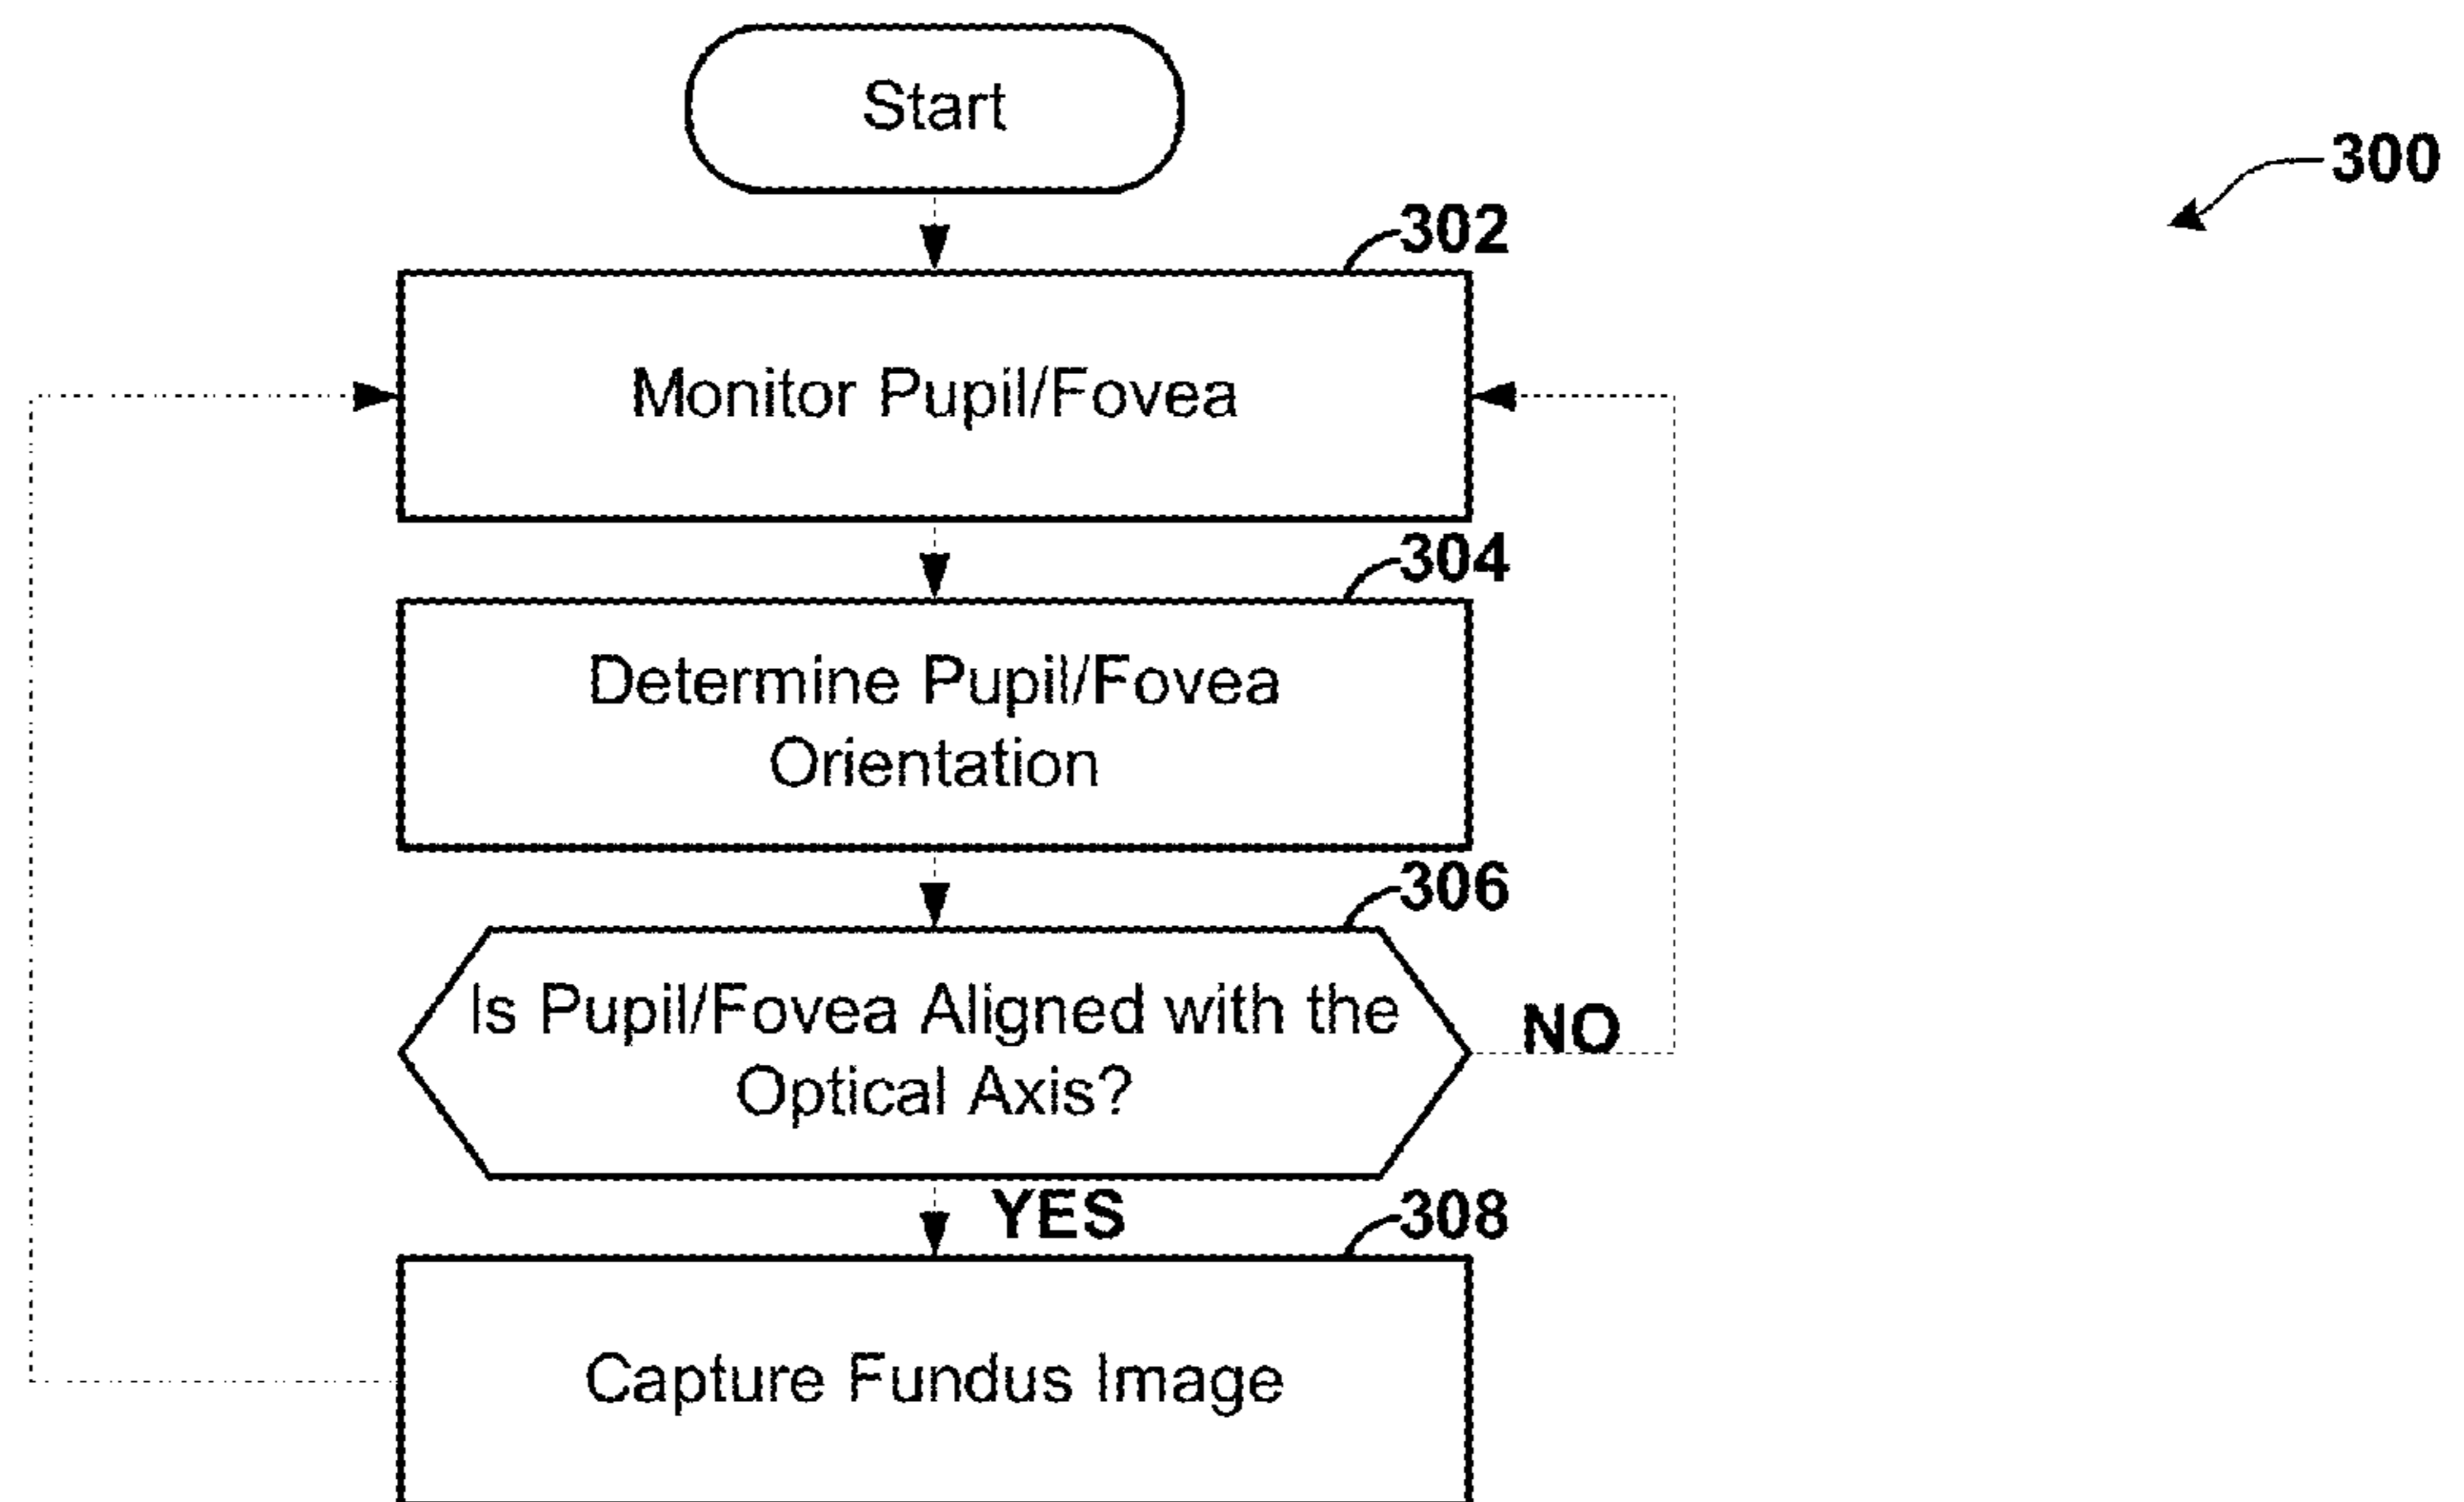 Start
300
302
Monitor Pupil/Fovea
304
Determine Pupil/Fovea
Orientation
306
Is Pupil/Fovea Aligned with the
Optical Axis?
NO
YES
308
Capture Fundus Image